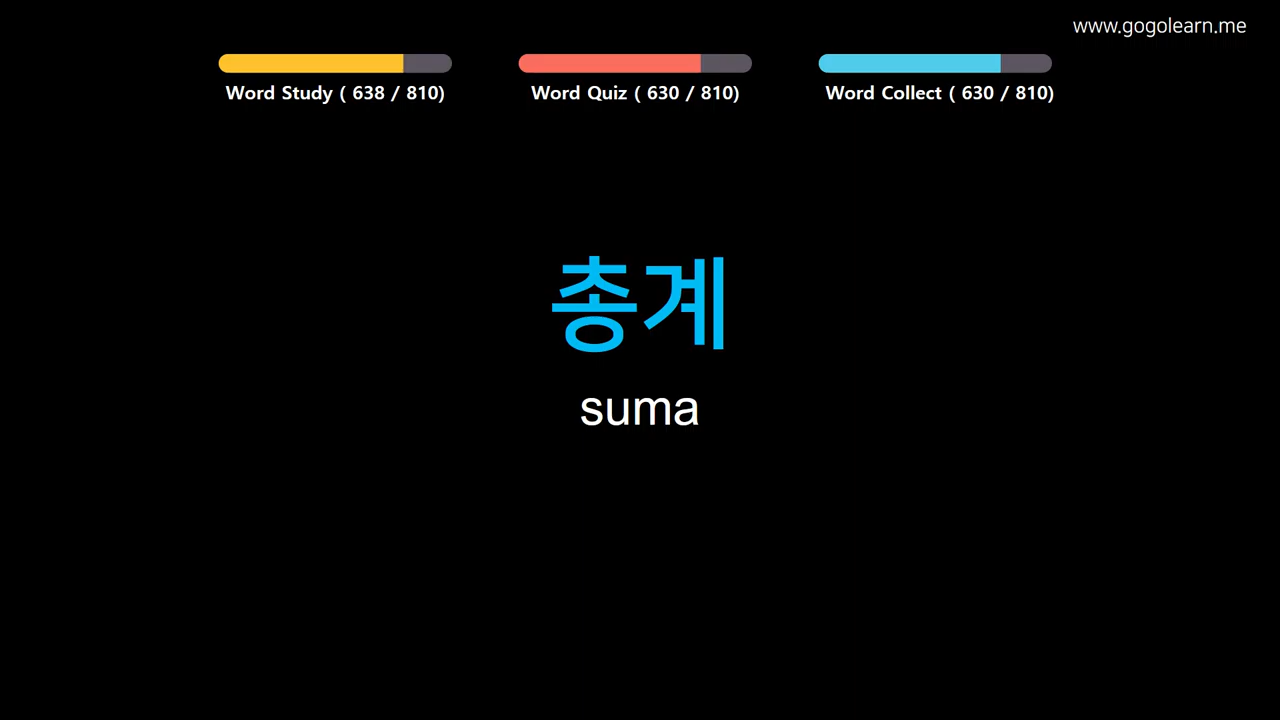 www.gogolearn.me
Word Study ( 638 / 810)
Word Quiz ( 630 / 810)
Word Collect ( 630 / 810)
총계
suma